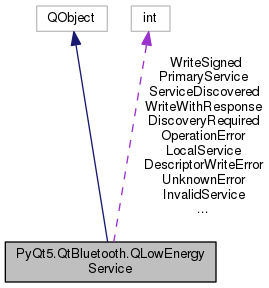 QObject
int
WriteSigned
PrimaryService
ServiceDiscovered
WriteWithResponse
DiscoveryRequired
OperationError
LocalService
DescriptorWriteError
UnknownError
InvalidService
...
PyQt5.QtBluetooth.QLowEnergy
Service